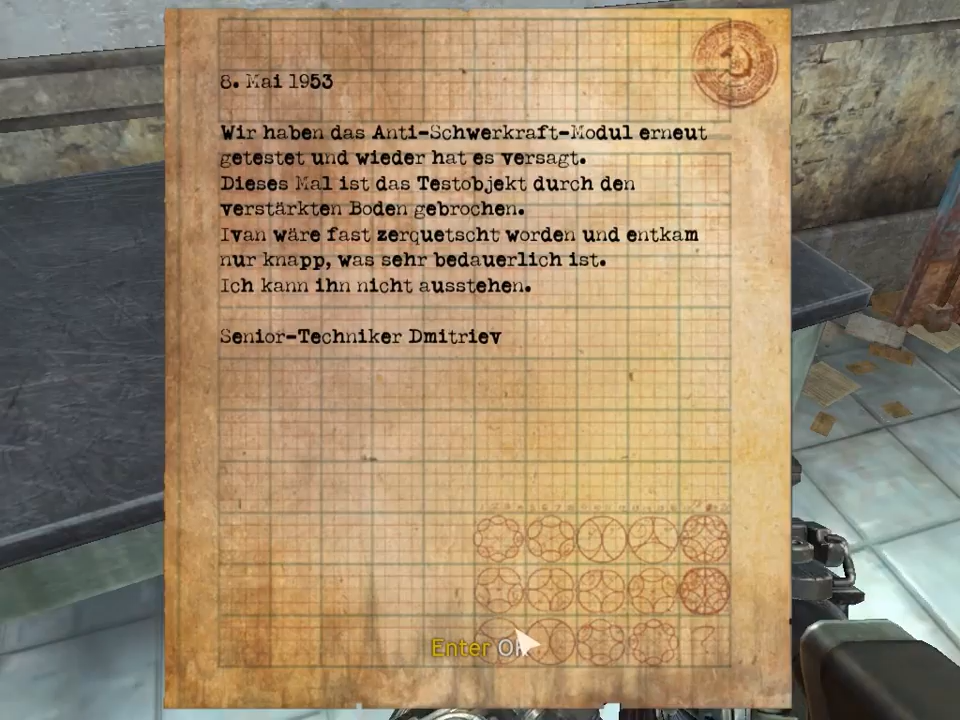 8. Mai 1953
Wir haben das Anti-Schwerkraft-Modul erneut
getestet und wieder hat es versagt.
Dieses Mal ist das Testobjekt durch den
verstärkten Boden gebrochen.
Ivan wäre fast zerquetscht worden und entkam
nur knapp, was sehr bedauerlich ist.
Ich kann ihn nicht ausstehen.
Senior-Techniker Dmitriev
Enter OK